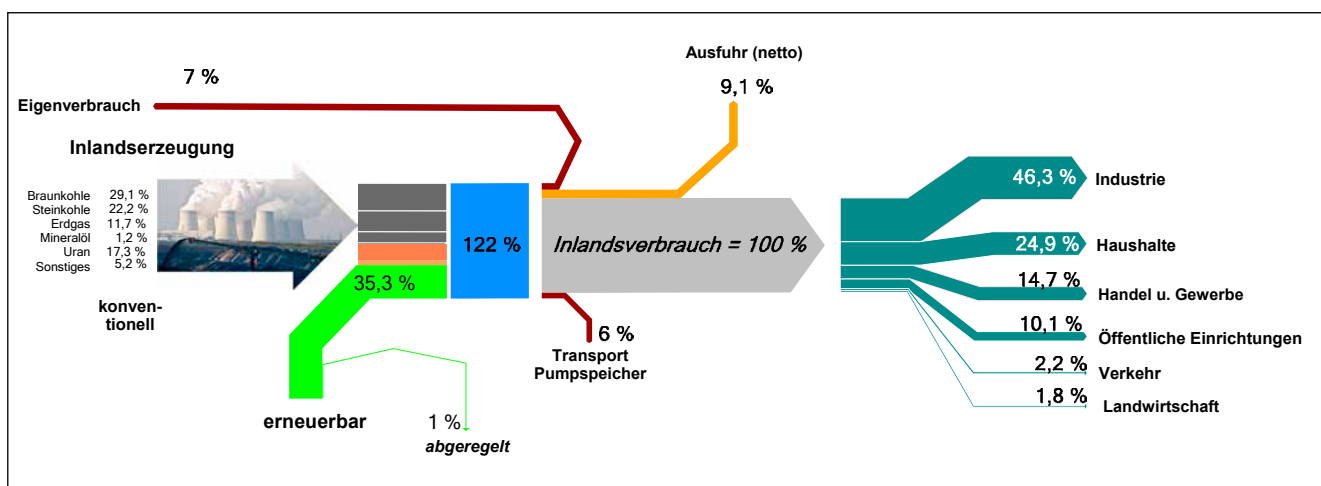 Ausfuhr (netto)
9,1 %
7 %
Eigenverbrauch
Inlandserzeugung
Braunkohle 29,1 %
Steinkohle 22,2 %
Erdgas 11,7 %
Mineralöl 1,2 %
Uran 17,3 %
Sonstiges 5,2 %
konven-
tionell
35,3 %
122 %
Inlandsverbrauch = 100 %
erneuerbar
1 %
abgeregelt
6 %
Transport
Pumpspeicher
46,3 % Industrie
24,9 % Haushalte
14,7 % Handel u. Gewerbe
10,1 % Öffentliche Einrichtungen
2,2 % Verkehr
1,8 % Landwirtschaft